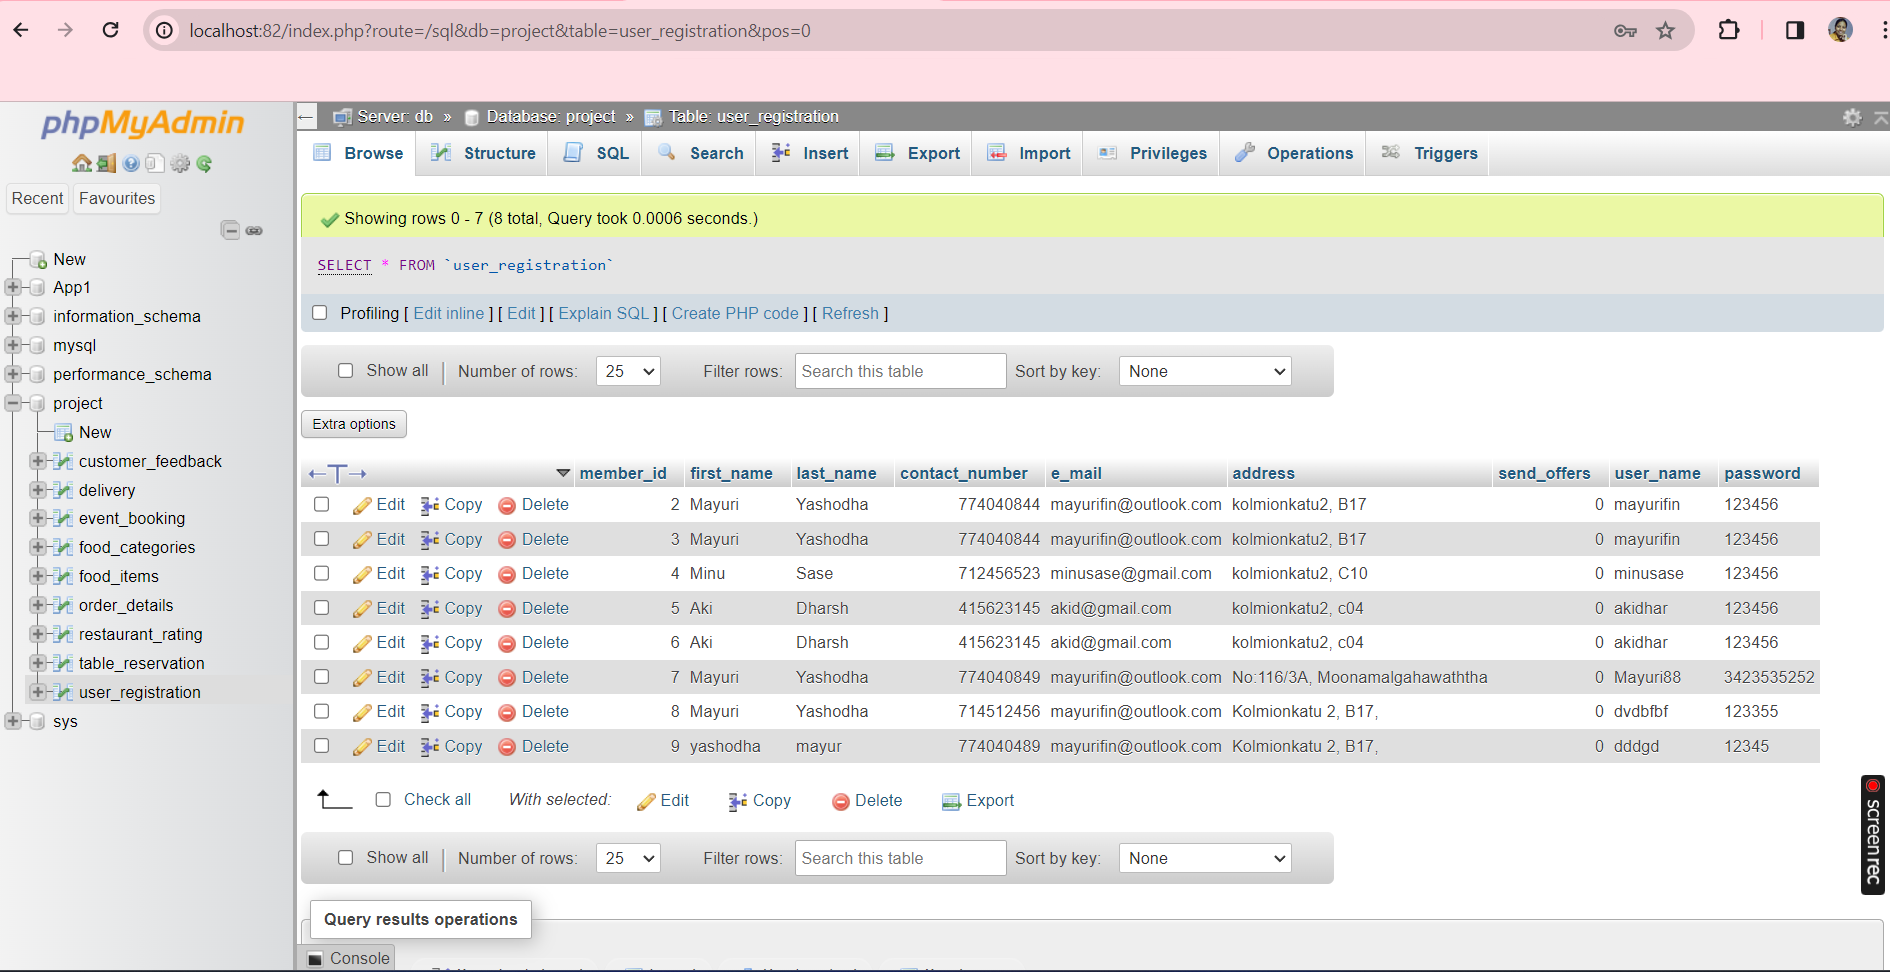 localhost:82/index.php?route=/sql&db=project&table=user_registration&pos=0
phpMyAdmin
Recent Favourites
New
App1
information_schema
mysql
performance_schema
project
New
customer_feedback
delivery
event_booking
food_categories
food_items
order_details
restaurant_rating
table_reservation
user_registration
sys
Server: db » Database: project » Table: user_registration
Browse Structure SQL Search Insert Export Import Privileges Operations Triggers
Showing rows 0 - 7 (8 total, Query took 0.0006 seconds.)
SELECT * FROM `user_registration`
Profiling [ Edit inline ] [ Edit ] [ Explain SQL ] [ Create PHP code ] [ Refresh ]
Show all Number of rows: 25 Filter rows: Search this table Sort by key: None
Extra options
member_id first_name last_name contact_number e_mail address send_offers user_name password
Edit Copy Delete 2 Mayuri Yashodha 774040844 mayurifin@outlook.com kolmionkatu2, B17 0 mayurifin 123456
Edit Copy Delete 3 Mayuri Yashodha 774040844 mayurifin@outlook.com kolmionkatu2, B17 0 mayurifin 123456
Edit Copy Delete 4 Minu Sase 712456523 minusase@gmail.com kolmionkatu2, C10 0 minusase 123456
Edit Copy Delete 5 Aki Dharsh 415623145 akid@gmail.com kolmionkatu2, c04 0 akidhar 123456
Edit Copy Delete 6 Aki Dharsh 415623145 akid@gmail.com kolmionkatu2, c04 0 akidhar 123456
Edit Copy Delete 7 Mayuri Yashodha 774040849 mayurifin@outlook.com No:116/3A, Moonamalgahawaththa 0 Mayuri88 3423535252
Edit Copy Delete 8 Mayuri Yashodha 714512456 mayurifin@outlook.com Kolmionkatu 2, B17, 0 dvdbfbf 123355
Edit Copy Delete 9 yashodha mayur 774040489 mayurifin@outlook.com Kolmionkatu 2, B17, 0 dddgd 12345
Check all With selected: Edit Copy Delete Export
Show all Number of rows: 25 Filter rows: Search this table Sort by key: None
Query results operations
Console
screenrec